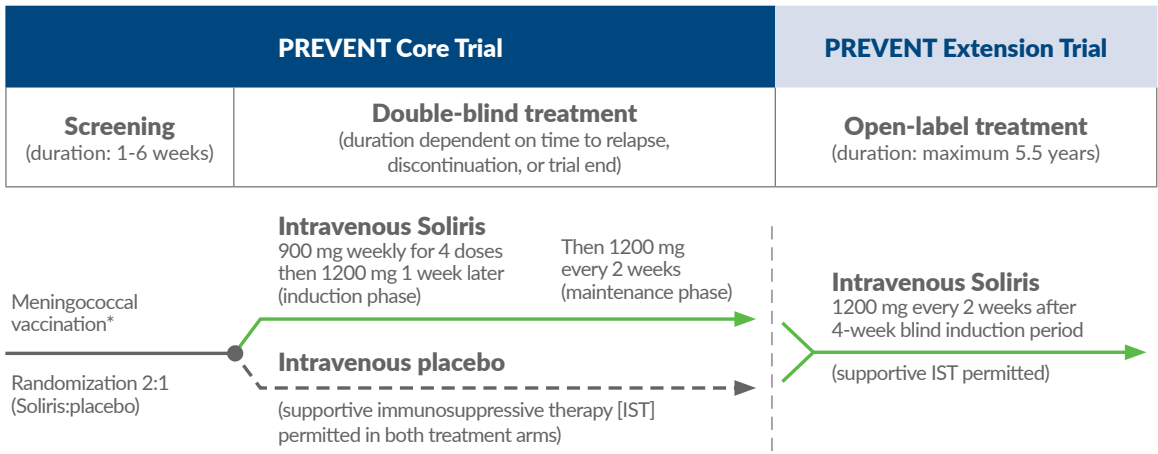 PREVENT Core Trial
PREVENT Extension Trial
Screening
(duration: 1-6 weeks)
Double-blind treatment
(duration dependent on time to relapse,
discontinuation, or trial end)
Open-label treatment
(duration: maximum 5.5 years)
Meningococcal
vaccination*
Randomization 2:1
(Soliris:placebo)
Intravenous Soliris
900 mg weekly for 4 doses
then 1200 mg 1 week later
(induction phase)
Then 1200 mg
every 2 weeks
(maintenance phase)
Intravenous placebo
(supportive immunosuppressive therapy [IST]
permitted in both treatment arms)
Intravenous Soliris
1200 mg every 2 weeks after
4-week blind induction period
(supportive IST permitted)